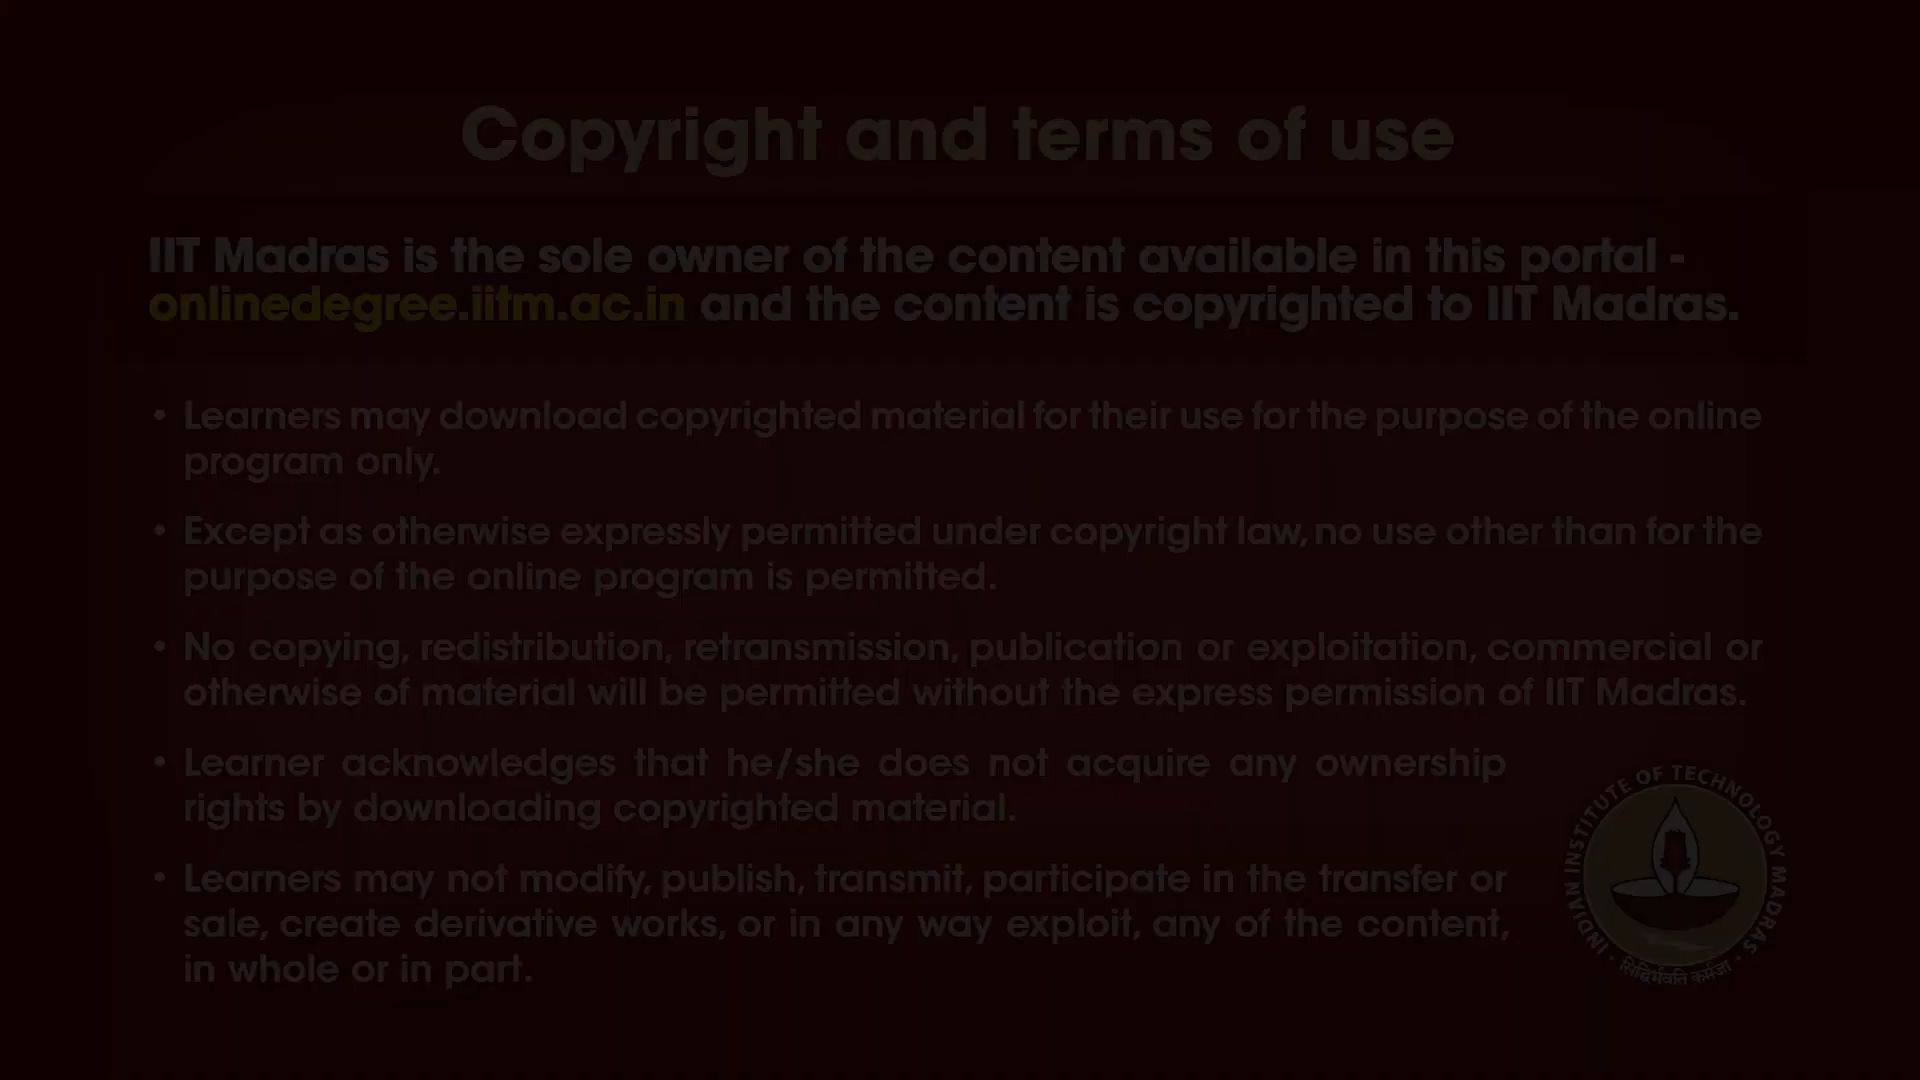 Copyright and terms of use
IIT Madras is the sole owner of the content available in this portal -
onlinedegree.iitm.ac.in and the content is copyrighted to IIT Madras.
• Learners may download copyrighted material for their use for the purpose of the online
program only.
• Except as otherwise expressly permitted under copyright law, no use other than for the
purpose of the online program is permitted.
• No copying, redistribution, retransmission, publication or exploitation, commercial or
otherwise of material will be permitted without the express permission of IIT Madras.
• Learner acknowledges that he/she does not acquire any ownership
rights by downloading copyrighted material.
• Learners may not modify, publish, transmit, participate in the transfer or
sale, create derivative works, or in any way exploit, any of the content,
in whole or in part.
INDIAN INSTITUTE OF TECHNOLOGY MADRAS
सिद्धिर्भवति कर्मजा